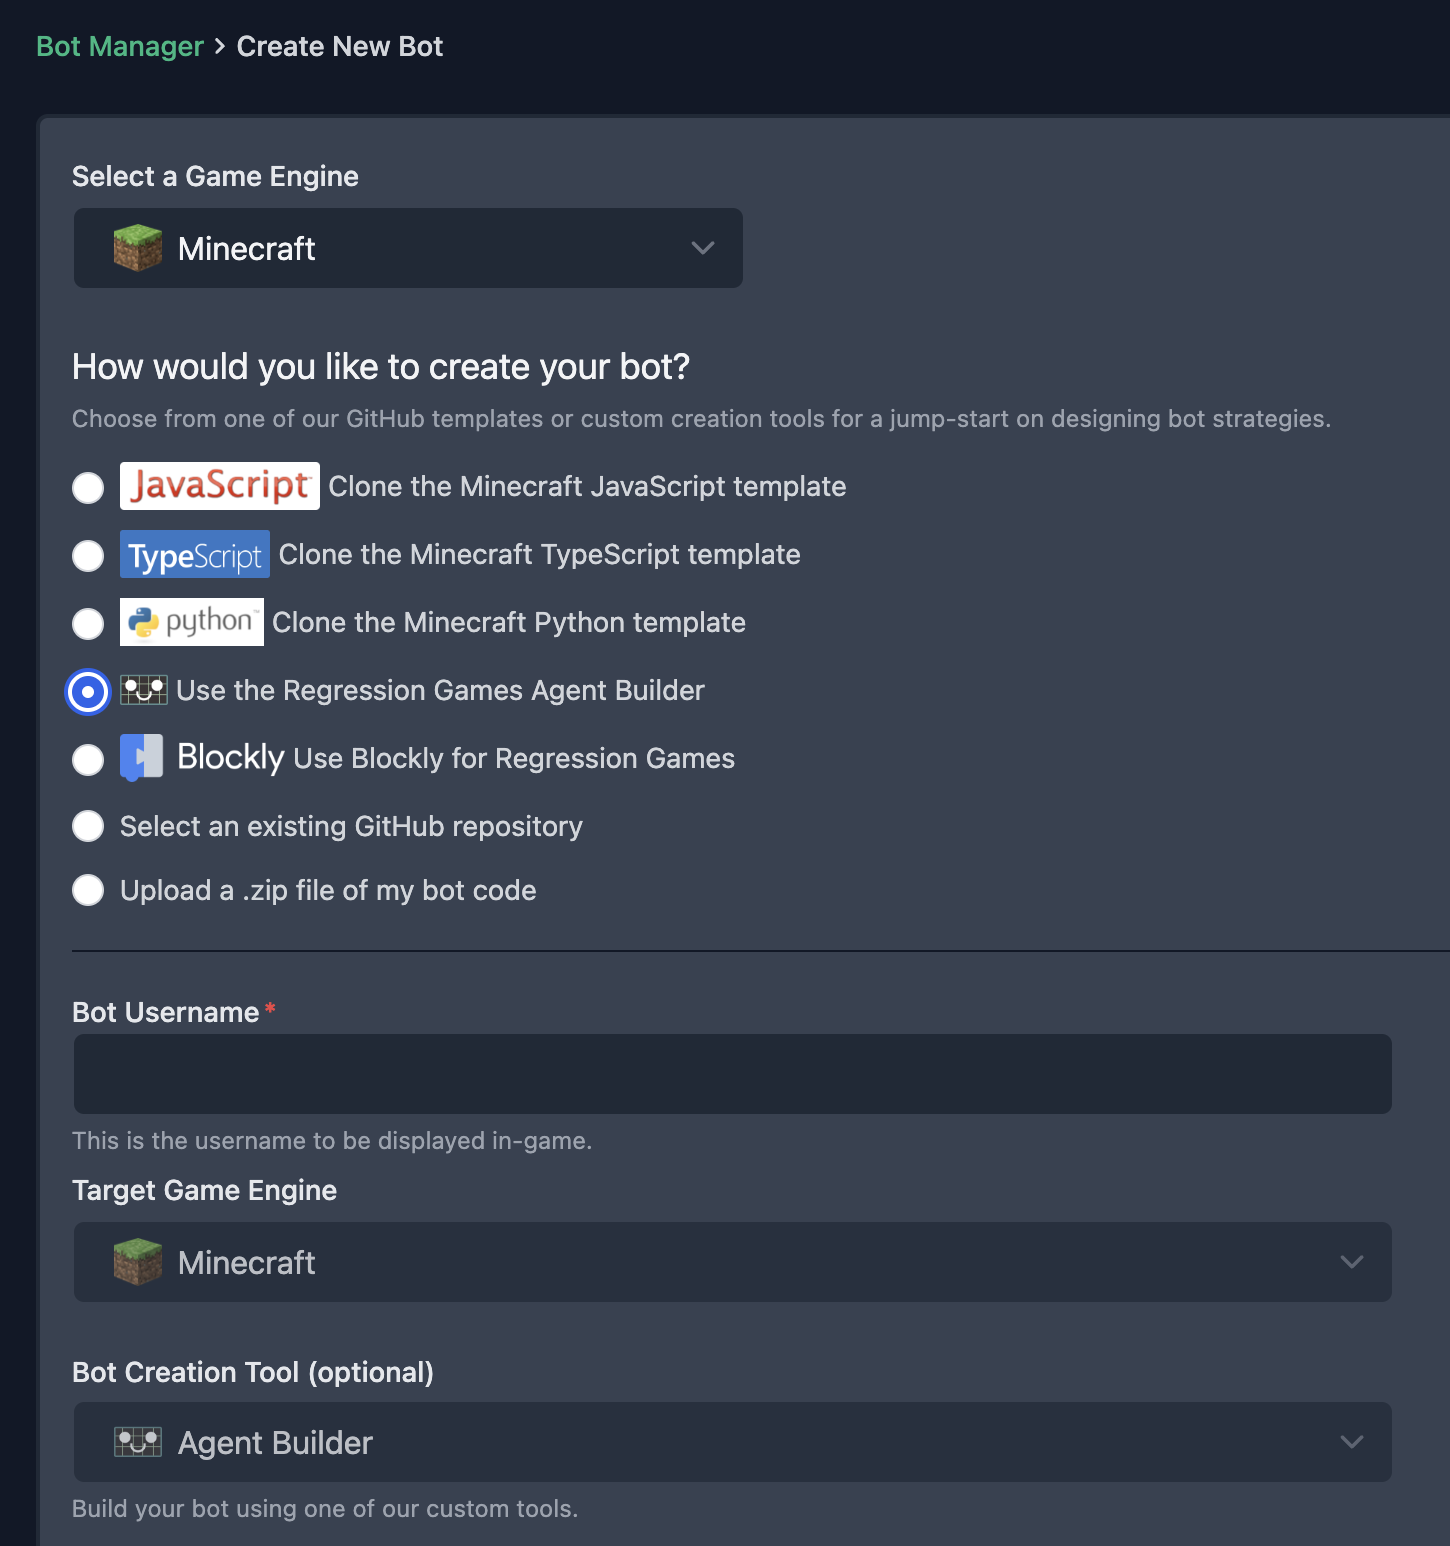 Bot Manager > Create New Bot
Select a Game Engine
Minecraft
How would you like to create your bot?
Choose from one of our GitHub templates or custom creation tools for a jump-start on designing bot strategies.
JavaScript Clone the Minecraft JavaScript template
TypeScript Clone the Minecraft TypeScript template
python™ Clone the Minecraft Python template
Use the Regression Games Agent Builder
Blockly Use Blockly for Regression Games
Select an existing GitHub repository
Upload a .zip file of my bot code
Bot Username*
This is the username to be displayed in-game.
Target Game Engine
Minecraft
Bot Creation Tool (optional)
Agent Builder
Build your bot using one of our custom tools.